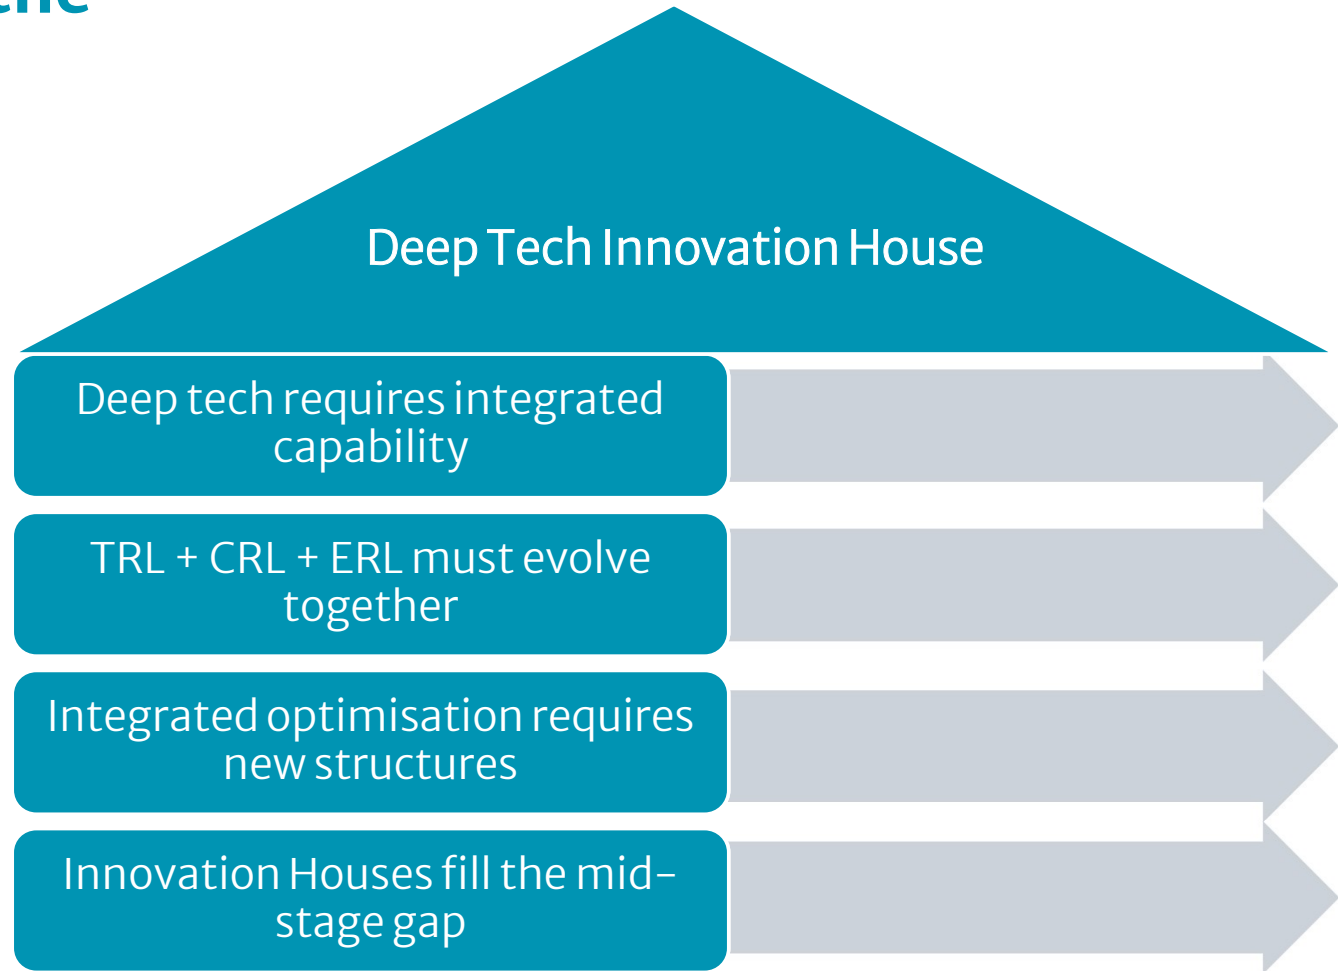 Deep Tech Innovation House
Deep tech requires integrated
capability
TRL + CRL + ERL must evolve
together
Integrated optimisation requires
new structures
Innovation Houses fill the mid-
stage gap